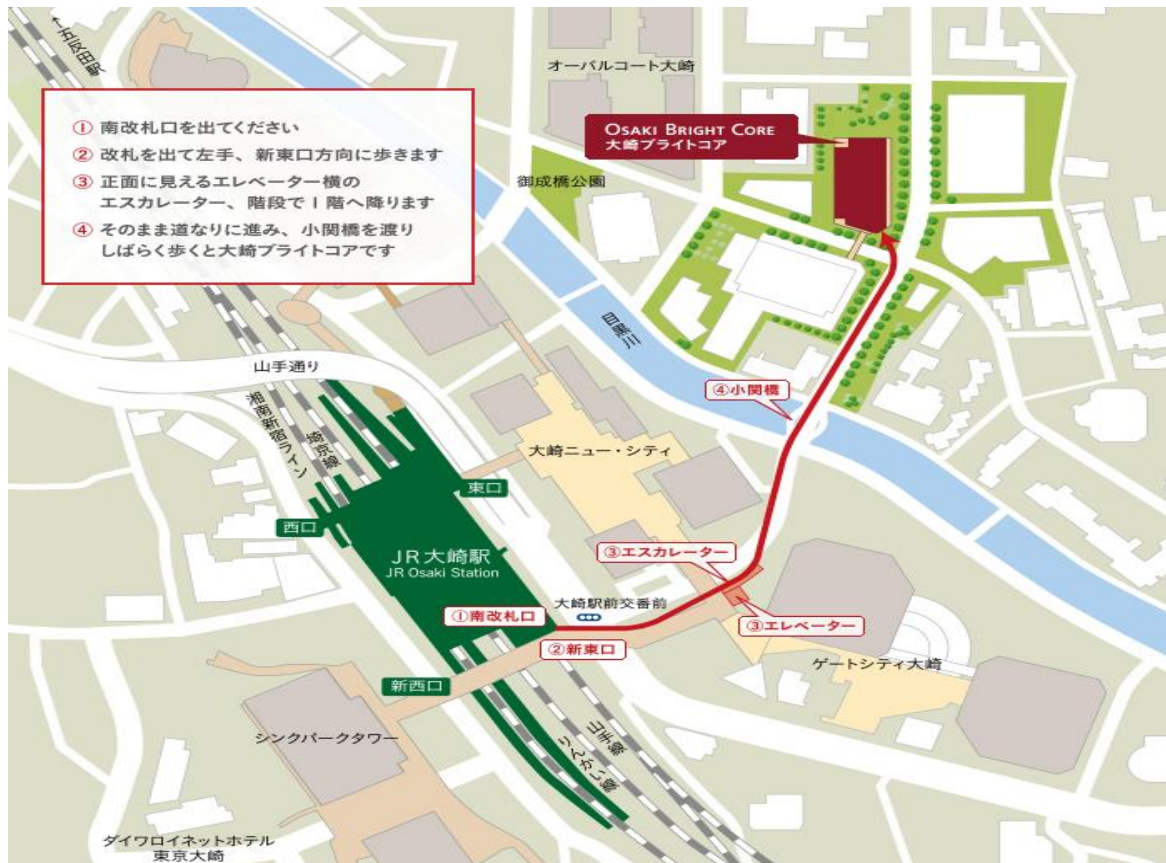 ←五反田駅
オーバルコート大崎
① 南改札口を出てください
② 改札を出て左手、新東口方向に歩きます
③ 正面に見えるエレベーター横の
エスカレーター、階段で1階へ降ります
④ そのまま道なりに進み、小関橋を渡り
しばらく歩くと大崎ブライトコアです
OSAKI BRIGHT CORE
大崎ブライトコア
御成橋公園
目黒川
山手通り
湘南新宿ライン
埼京線
④小関橋
大崎ニュー・シティ
東口
西口
JR大崎駅
JR Osaki Station
③エスカレーター
①南改札口
大崎駅前交番前
③エレベーター
②新東口
ゲートシティ大崎
新西口
シンクパークタワー
山手線
りんかい線
ダイワロイネットホテル
東京大崎